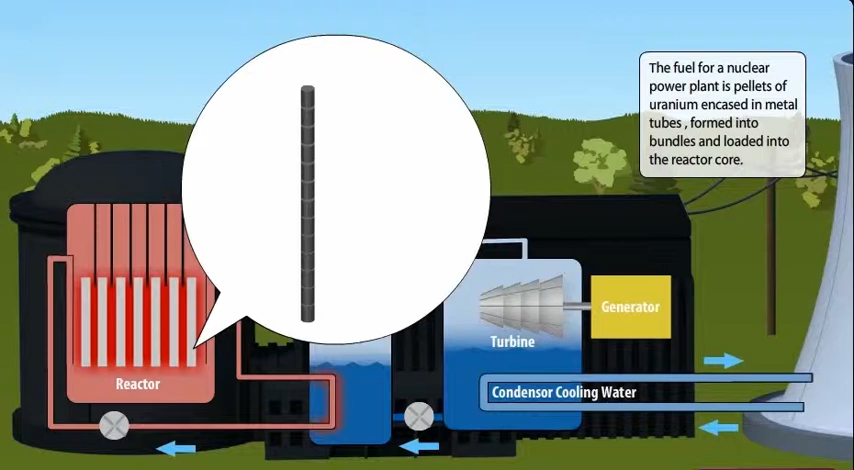 The fuel for a nuclear
power plant is pellets of
uranium encased in metal
tubes , formed into
bundles and loaded into
the reactor core.
Generator
Turbine
Reactor
Condensor Cooling Water